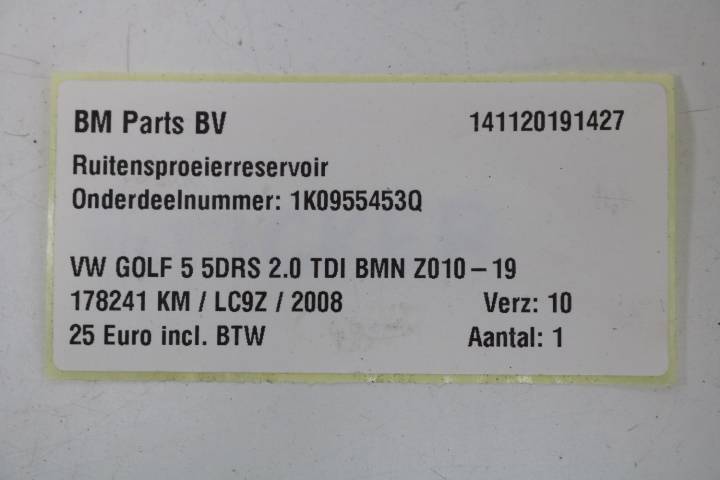 BM Parts BV 141120191427
Ruitensproeierreservoir
Onderdeelnummer: 1K0955453Q
VW GOLF 5 5DRS 2.0 TDI BMN Z010 – 19
178241 KM / LC9Z / 2008 Verz: 10
25 Euro incl. BTW Aantal: 1